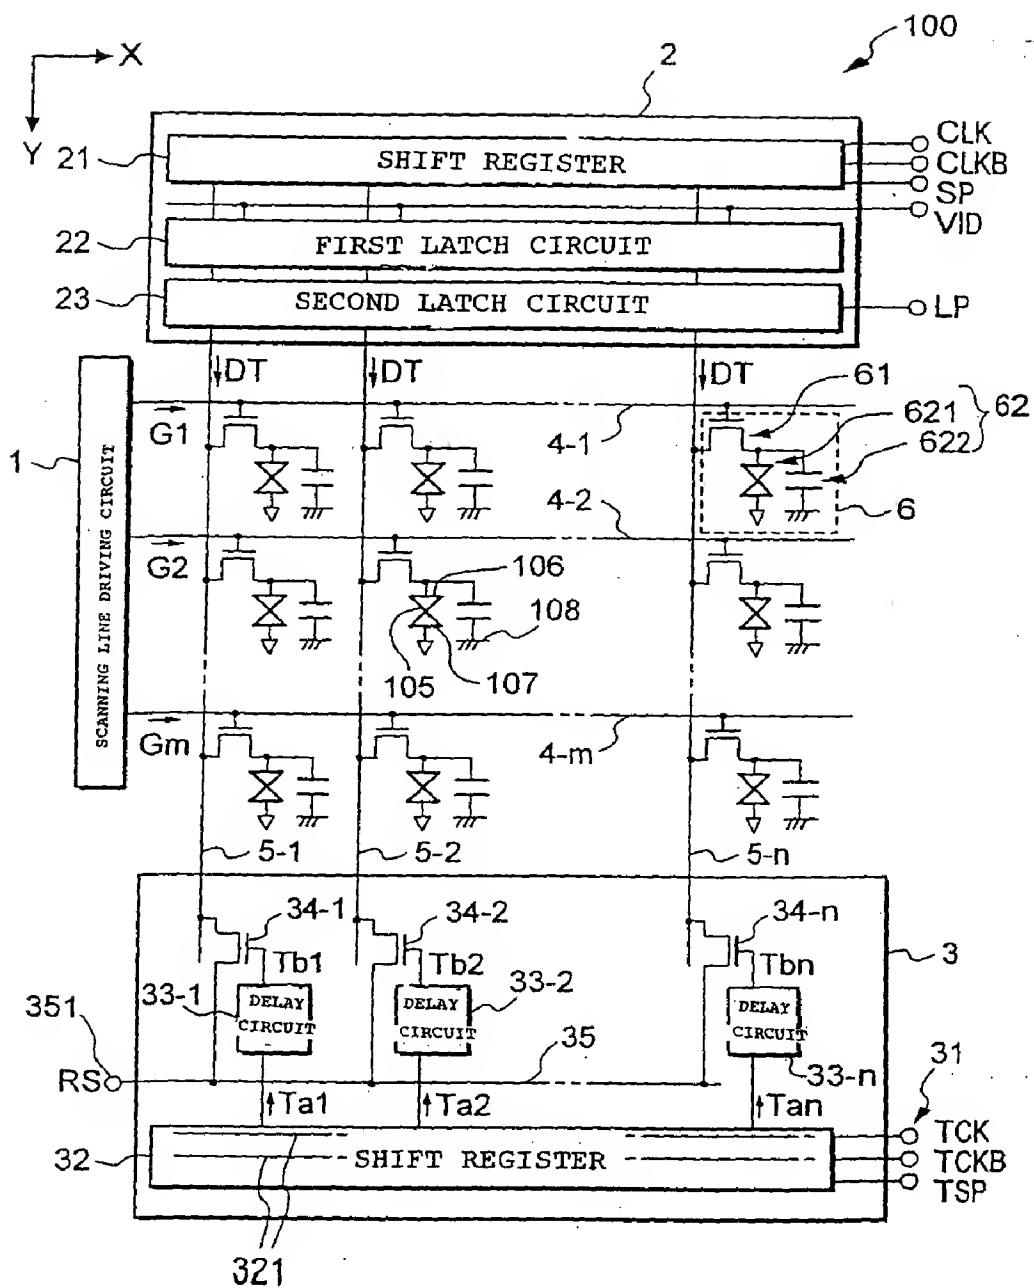 100
X
Y
2
CLK
CLKB
SP
VID
21
SHIFT REGISTER
22
FIRST LATCH CIRCUIT
23
SECOND LATCH CIRCUIT
LP
DT
DT
DT
61
621
62
622
G1
4-1
1
SCANNING LINE DRIVING CIRCUIT
4-2
6
G2
106
108
105
107
Gm
4-m
5-1
5-2
5-n
34-1
34-2
34-n
3
Tb1
Tb2
Tbn
33-1
DELAY CIRCUIT
33-2
DELAY CIRCUIT
DELAY CIRCUIT
33-n
351
RS
35
31
Ta1
Ta2
Tan
TCK
32
SHIFT REGISTER
TCKB
TSP
321